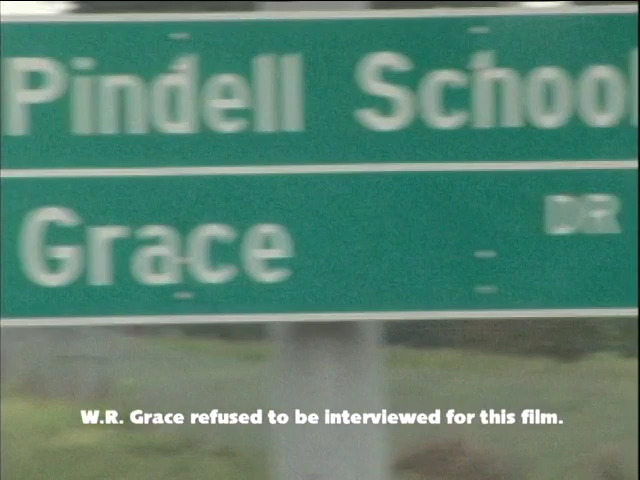 Pindell School
Grace DR
W.R. Grace refused to be interviewed for this film.